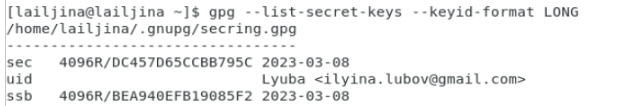 [lailjina@lailjina ~]$ gpg --list-secret-keys --keyid-format LONG
/home/lailjina/.gnupg/secring.gpg
---------------------------------
sec   4096R/DC457D65CCBB795C 2023-03-08
uid                          Lyuba <ilyina.lubov@gmail.com>
ssb   4096R/BEA940EFB19085F2 2023-03-08